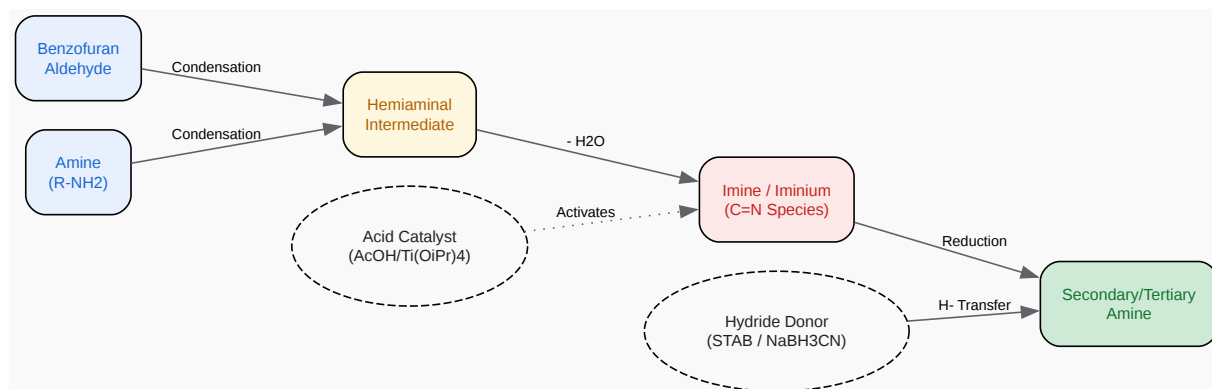 Benzofuran
Aldehyde
Condensation
Amine
(R-NH2)
Condensation
Hemiaminal
Intermediate
- H2O
Acid Catalyst
(AcOH/Ti(OiPr)4)
Activates
Imine / Iminium
(C=N Species)
Reduction
Hydride Donor
(STAB / NaBH3CN)
H- Transfer
Secondary/Tertiary
Amine